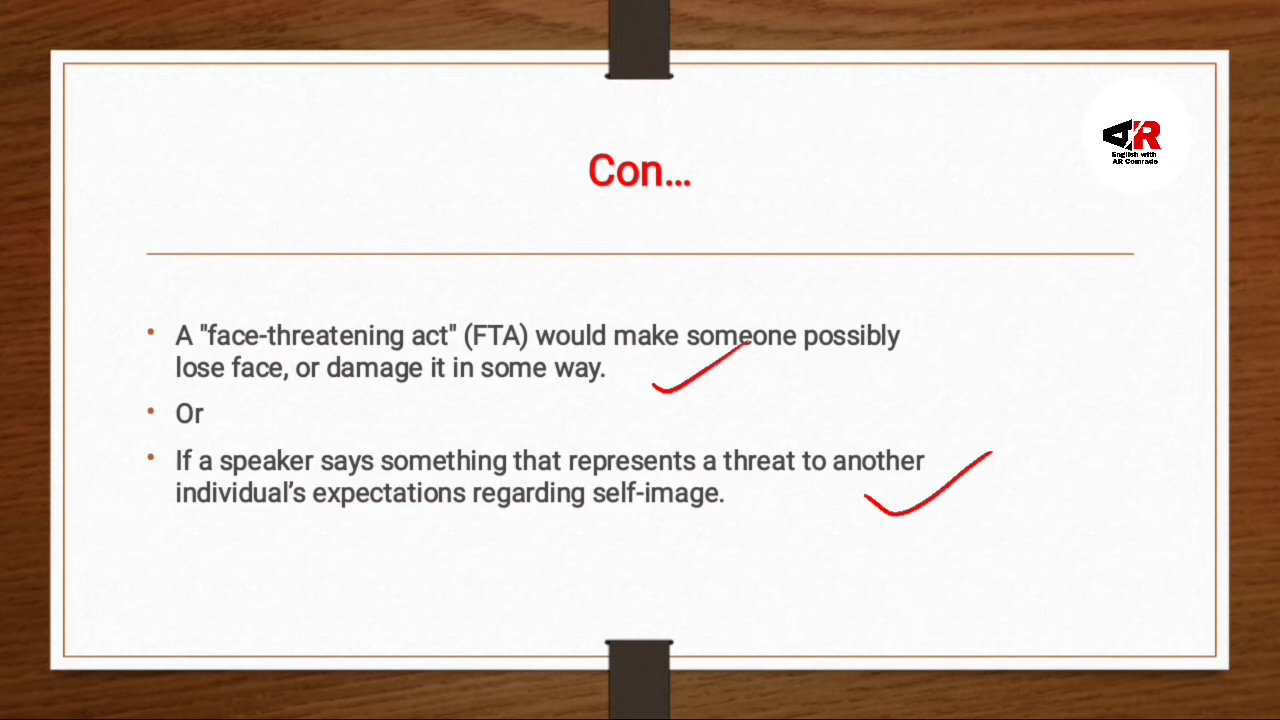 AR
English with
AR Comrade
Con…
• A "face-threatening act" (FTA) would make someone possibly
lose face, or damage it in some way.
• Or
• If a speaker says something that represents a threat to another
individual’s expectations regarding self-image.